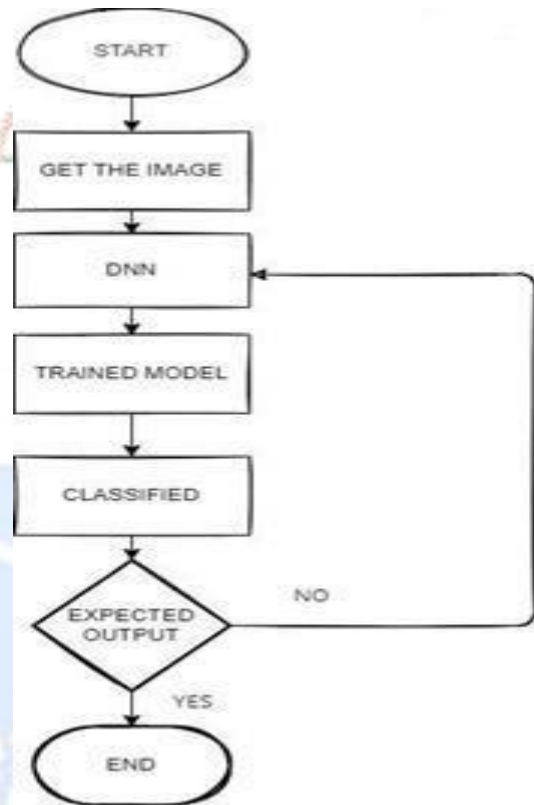 START
GET THE IMAGE
DNN
TRAINED MODEL
CLASSIFIED
EXPECTED
OUTPUT
NO
YES
END